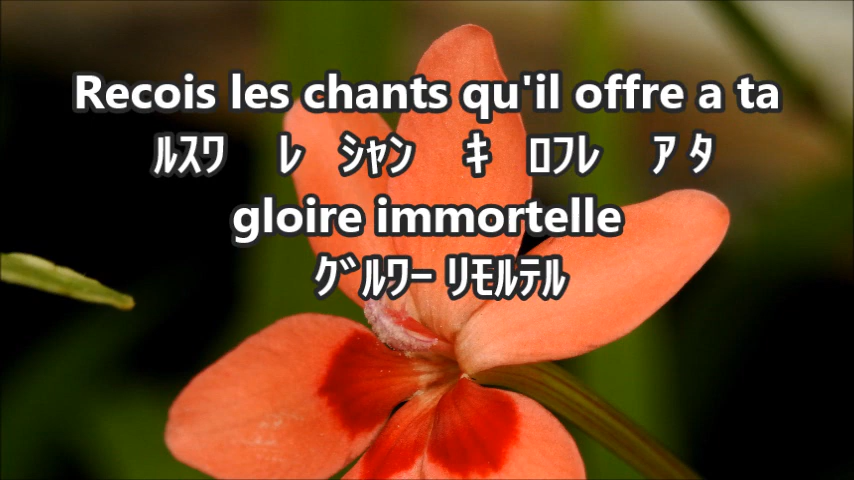 Recois les chants qu'il offre a ta
ﾙｽﾜ ﾚ ｼｬﾝ ｷ ﾛﾌﾚ ｱ ﾀ
gloire immortelle
ｸﾞﾙﾜｰ ﾘﾓﾙﾃﾙ